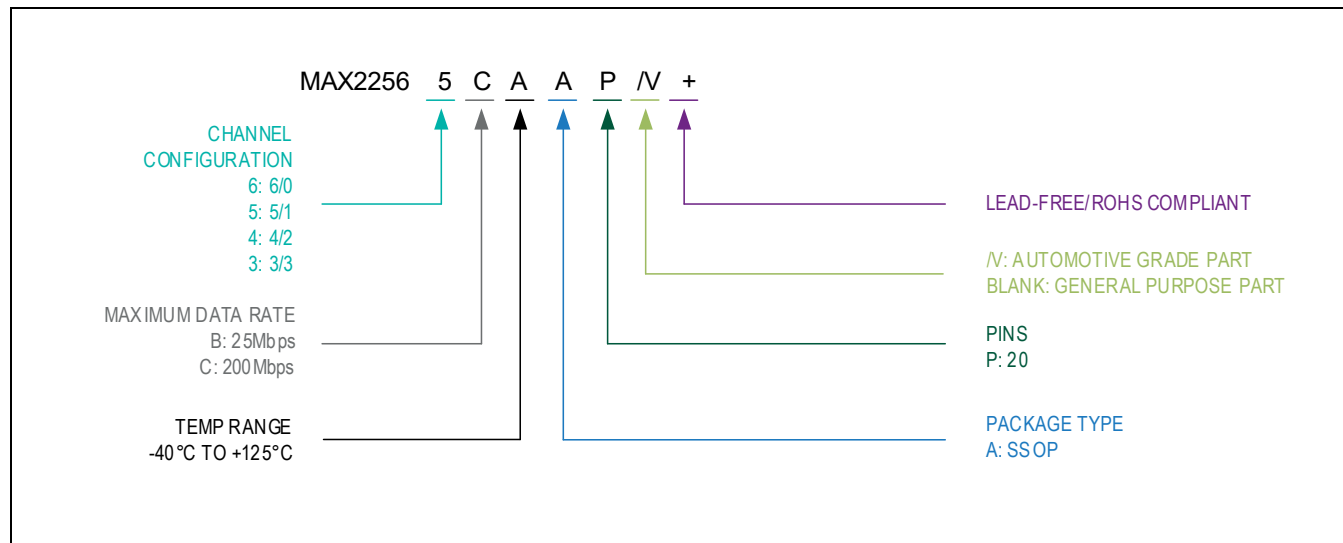 MAX2256 5 C A A P /V +
CHANNEL
CONFIGURATION
6: 6/0
5: 5/1
4: 4/2
3: 3/3
MAXIMUM DATA RATE
B: 25Mbps
C: 200Mbps
TEMP RANGE
-40°C TO +125°C
LEAD-FREE/ROHS COMPLIANT
/V: AUTOMOTIVE GRADE PART
BLANK: GENERAL PURPOSE PART
PINS
P: 20
PACKAGE TYPE
A: SSOP